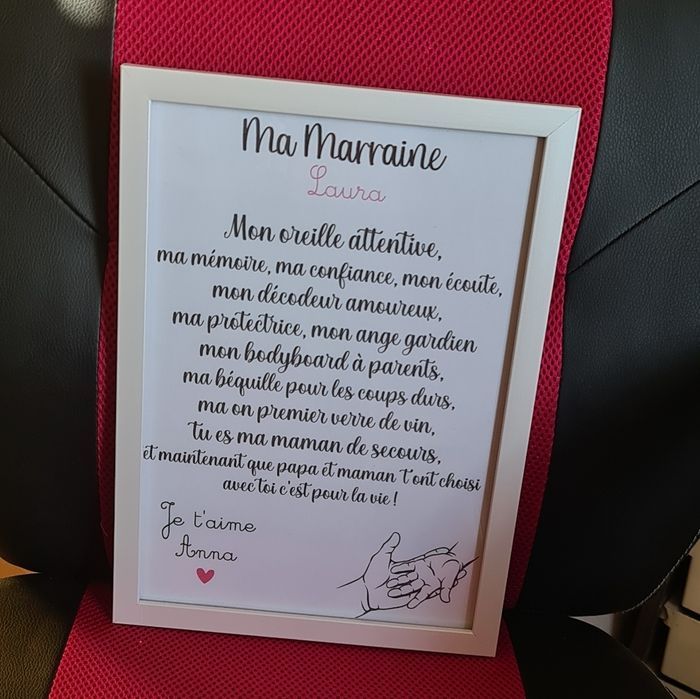 Ma Marraine
Laura
Mon oreille attentive,
ma mémoire, ma confiance, mon écoute,
mon décodeur amoureux,
ma protectrice, mon ange gardien
mon bodyboard à parents,
ma béquille pour les coups durs,
ma on premier verre de vin,
Tu es ma maman de secours,
et maintenant que papa et maman t'ont choisi
avec toi c'est pour la vie !
Je t'aime
Anna